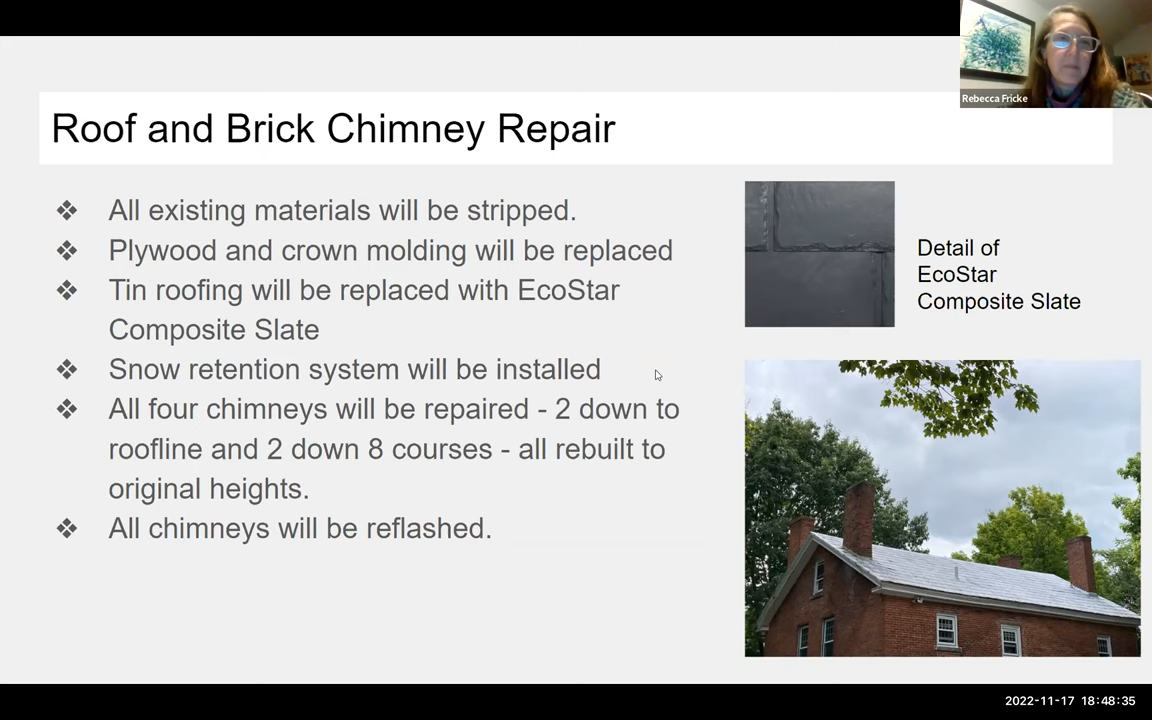 Rebecca Fricke
Roof and Brick Chimney Repair
❖ All existing materials will be stripped.
❖ Plywood and crown molding will be replaced
❖ Tin roofing will be replaced with EcoStar
Composite Slate
❖ Snow retention system will be installed
❖ All four chimneys will be repaired - 2 down to
roofline and 2 down 8 courses - all rebuilt to
original heights.
❖ All chimneys will be reflashed.
Detail of
EcoStar
Composite Slate
2022-11-17 18:48:35